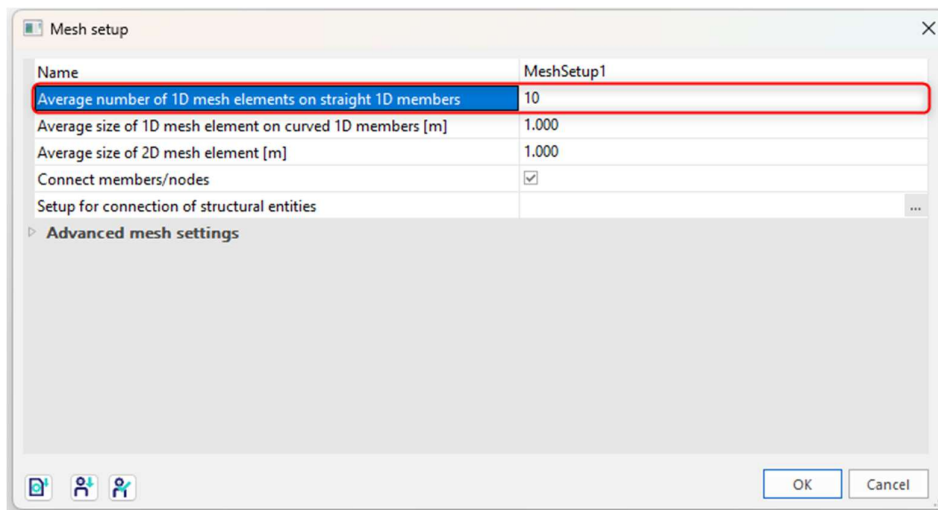 Mesh setup
Name MeshSetup1
Average number of 1D mesh elements on straight 1D members 10
Average size of 1D mesh element on curved 1D members [m] 1.000
Average size of 2D mesh element [m] 1.000
Connect members/nodes
Setup for connection of structural entities ...
Advanced mesh settings
OK Cancel